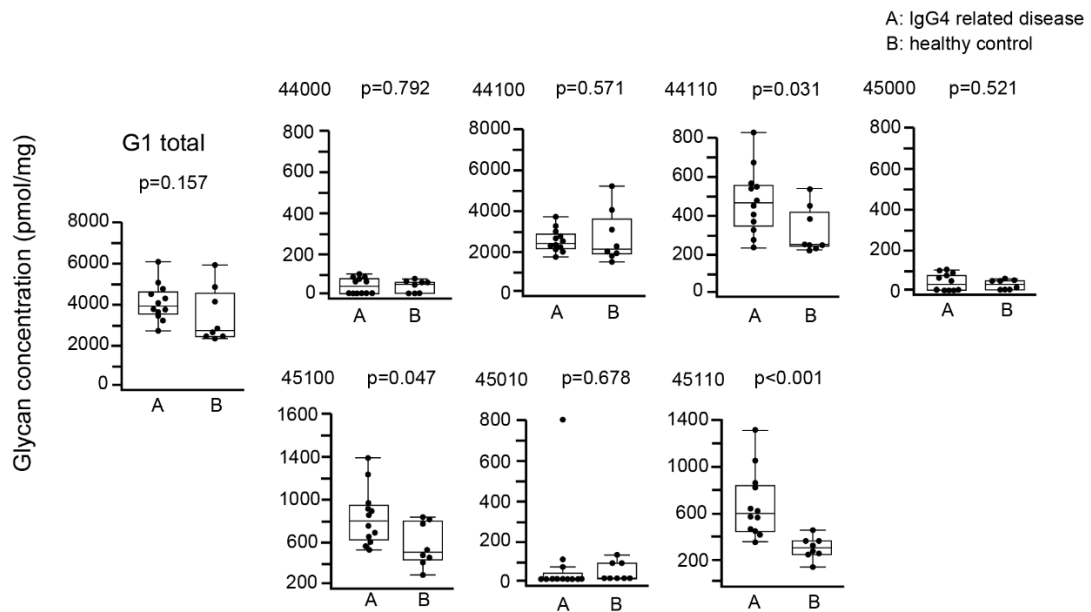 A: IgG4 related disease
B: healthy control
Glycan concentration (pmol/mg)
G1 total
p=0.157
8000
6000
4000
2000
0
A B
44000 p=0.792
800
600
400
200
0
A B
44100 p=0.571
8000
6000
4000
3000
2000
0
A B
44110 p=0.031
800
600
400
200
0
A B
45000 p=0.521
800
600
400
200
0
A B
45100 p=0.047
1600
1400
1000
600
200
A B
45010 p=0.678
800
600
400
200
0
A B
45110 p<0.001
1400
1000
600
200
A B